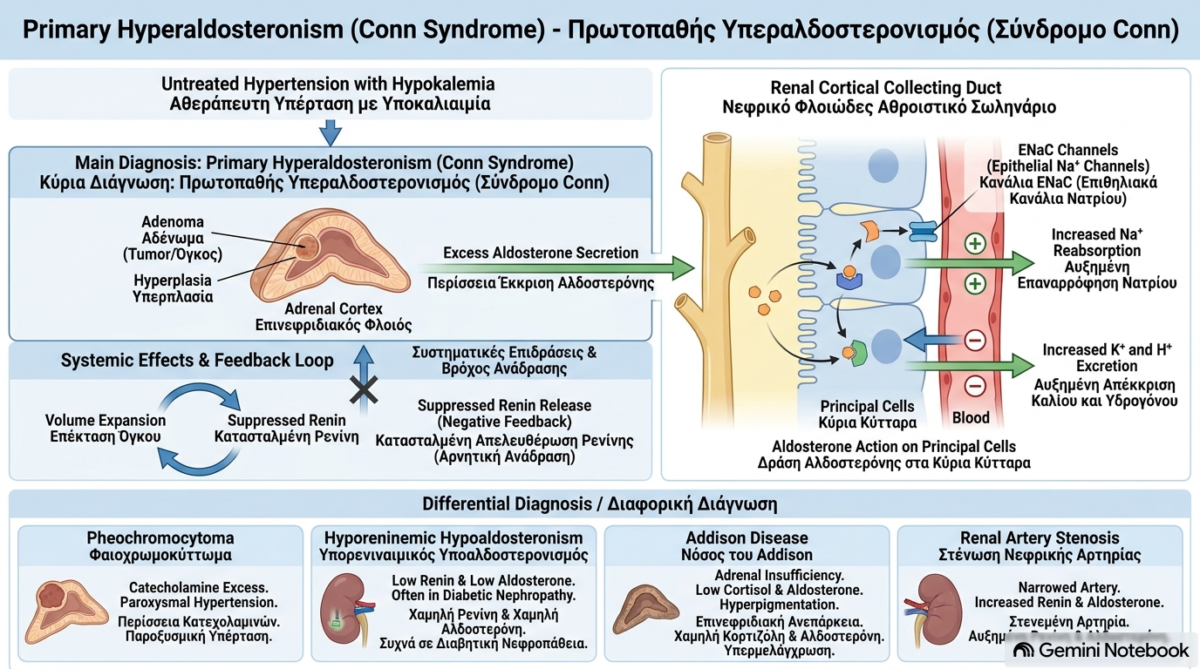 Primary Hyperaldosteronism (Conn Syndrome) - Πρωτοπαθής Υπεραλδοστερονισμός (Σύνδρομο Conn)
Untreated Hypertension with Hypokalemia
Αθεράπευτη Υπέρταση με Υποκαλιαιμία
Main Diagnosis: Primary Hyperaldosteronism (Conn Syndrome)
Κύρια Διάγνωση: Πρωτοπαθής Υπεραλδοστερονισμός (Σύνδρομο Conn)
Adenoma
Αδένωμα
(Tumor/Όγκος)
Hyperplasia
Υπερπλασία
Adrenal Cortex
Επινεφριδιακός Φλοιός
Excess Aldosterone Secretion
Περίσσεια Έκκριση Αλδοστερόνης
Systemic Effects & Feedback Loop
Συστηματικές Επιδράσεις &
Βρόχος Ανάδρασης
Volume Expansion
Επέκταση Όγκου
Suppressed Renin
Κατασταλμένη Ρενίνη
Suppressed Renin Release
(Negative Feedback)
Κατασταλμένη Απελευθέρωση Ρενίνης
(Αρνητική Ανάδραση)
Renal Cortical Collecting Duct
Νεφρικό Φλοιώδες Αθροιστικό Σωληνάριο
ENaC Channels
(Epithelial Na⁺ Channels)
Κανάλια ENaC (Επιθηλιακά
Κανάλια Νατρίου)
Increased Na⁺
Reabsorption
Αυξημένη
Επαναρρόφηση Νατρίου
Increased K⁺ and H⁺
Excretion
Αυξημένη Απέκκριση
Καλίου και Υδρογόνου
Principal Cells
Κύρια Κύτταρα
Blood
Aldosterone Action on Principal Cells
Δράση Αλδοστερόνης στα Κύρια Κύτταρα
Differential Diagnosis / Διαφορική Διάγνωση
Pheochromocytoma
Φαιοχρωμοκύττωμα
Catecholamine Excess.
Paroxysmal Hypertension.
Περίσσεια Κατεχολαμινών.
Παροξυσμική Υπέρταση.
Hyporeninemic Hypoaldosteronism
Υπορενιναιμικός Υποαλδοστερονισμός
Low Renin & Low Aldosterone.
Often in Diabetic Nephropathy.
Χαμηλή Ρενίνη & Χαμηλή
Αλδοστερόνη.
Συχνά σε Διαβητική Νεφροπάθεια.
Addison Disease
Νόσος του Addison
Adrenal Insufficiency.
Low Cortisol & Aldosterone.
Hyperpigmentation.
Επινεφριδιακή Ανεπάρκεια.
Χαμηλή Κορτιζόλη & Αλδοστερόνη.
Υπερμελάγχρωση.
Renal Artery Stenosis
Στένωση Νεφρικής Αρτηρίας
Narrowed Artery.
Increased Renin & Aldosterone.
Στενεμένη Αρτηρία.
Gemini Notebook